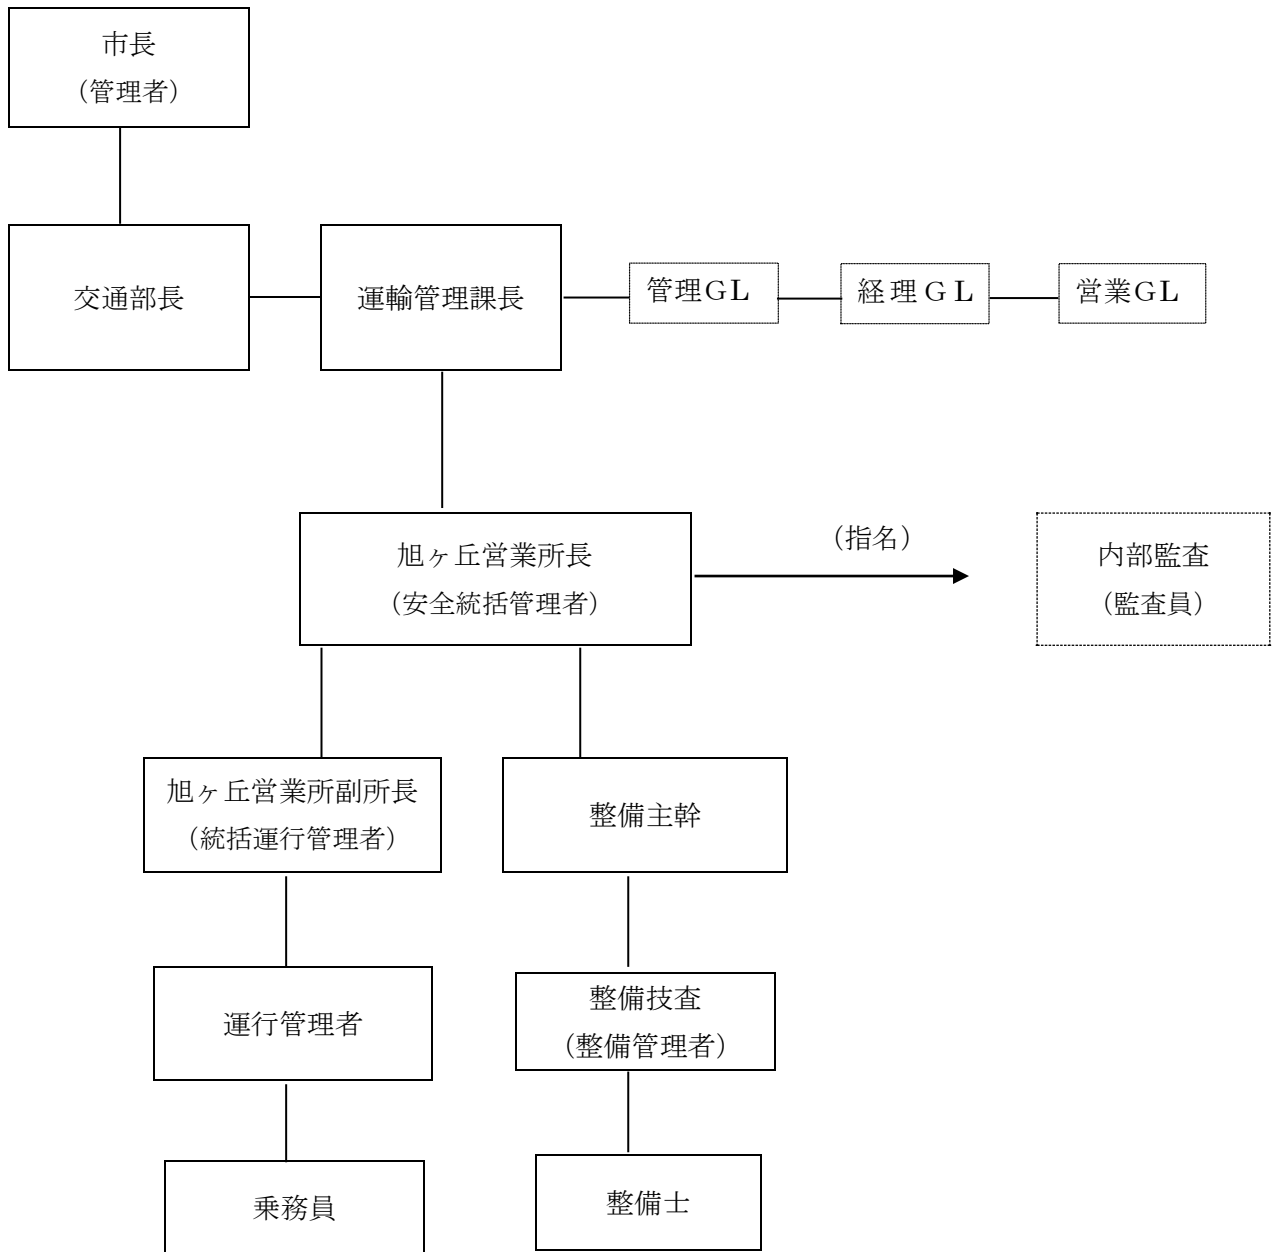 市長
（管理者）
交通部長
運輸管理課長
管理GL
経理GL
営業GL
旭ヶ丘営業所長
（安全統括管理者）
（指名）
内部監査
（監査員）
旭ヶ丘営業所副所長
（統括運行管理者）
整備主幹
運行管理者
整備技査
（整備管理者）
乗務員
整備士